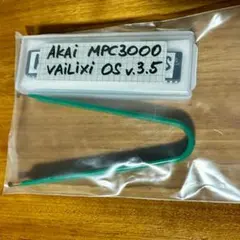 AKAI MPC3000
VAILIXI OS v.3.5